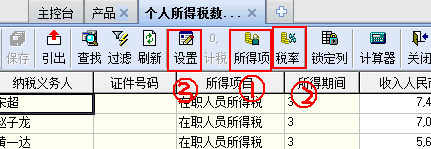 主控台 产品 个人所得税数...
保存 引出 查找 过滤 刷新 设置 计税 所得项 税率 锁定列 计算器 关闭
纳税义务人 证件号码 所得项目 所得期间 收入人民币
② ① ②
宋超 在职人员所得税 3 7.4
赵子龙 在职人员所得税 3 7.0
黄一达 在职人员所得税 3 5.6